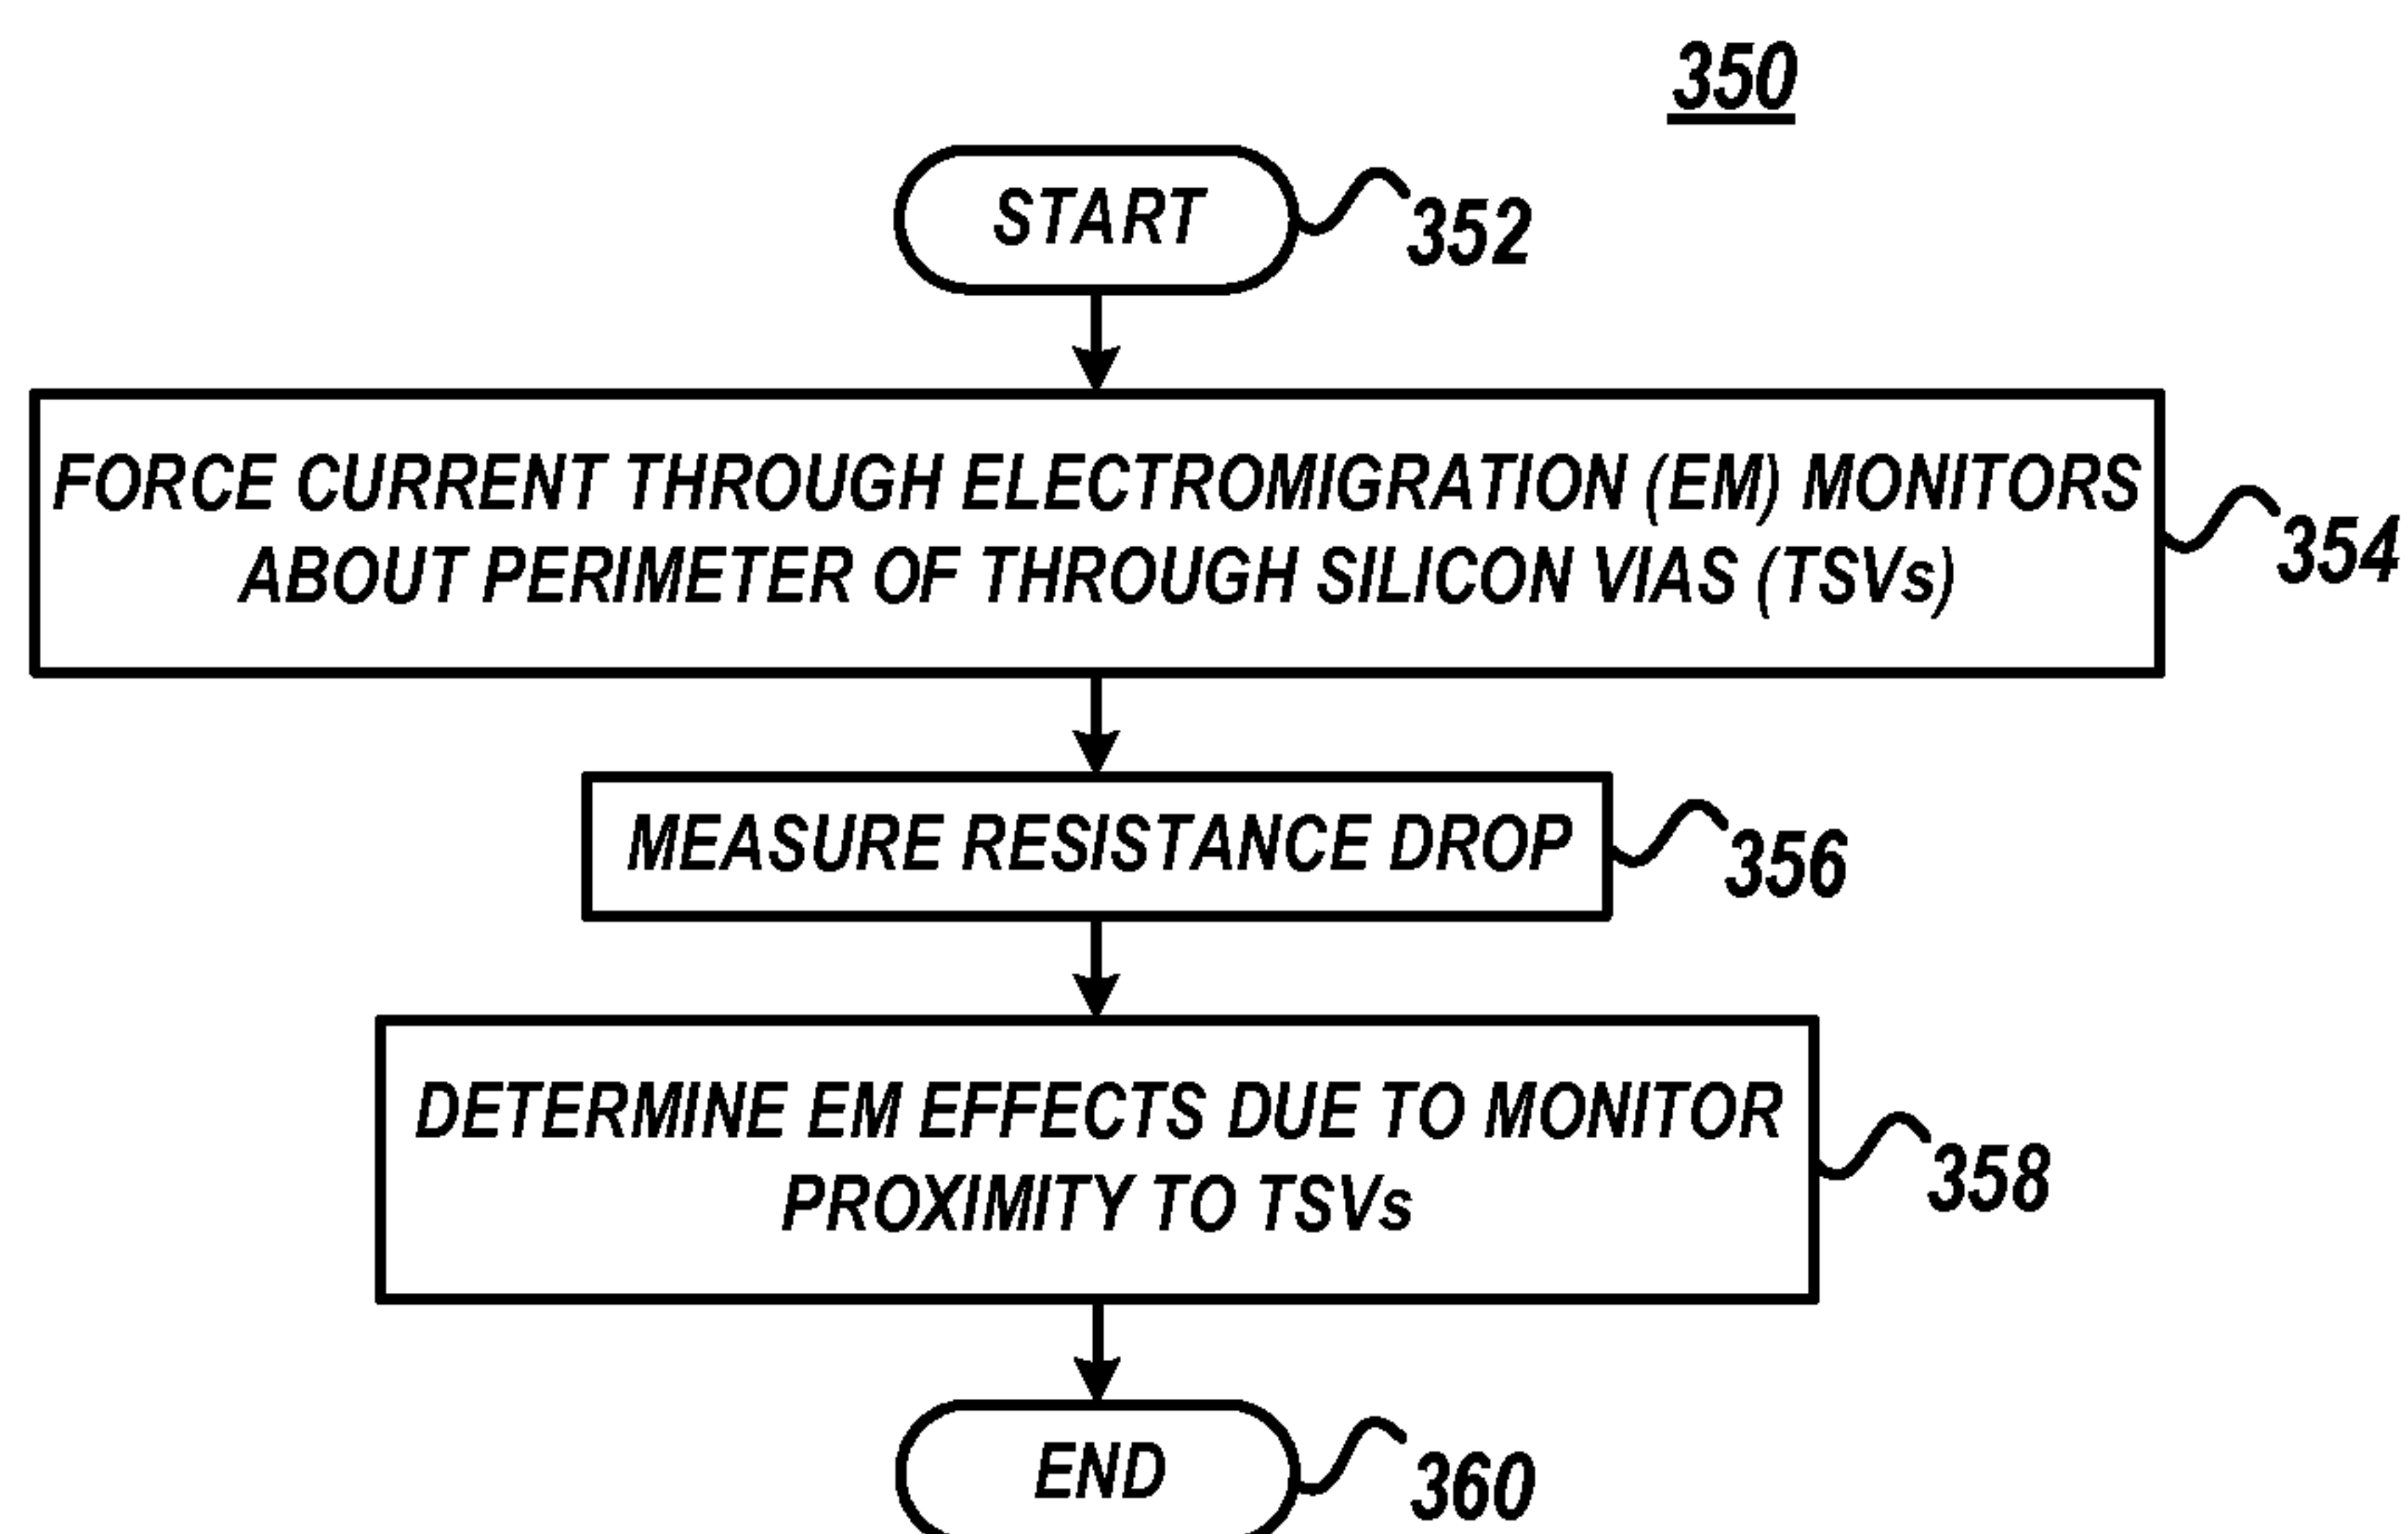 350
START
352
FORCE CURRENT THROUGH ELECTROMIGRATION (EM) MONITORS
ABOUT PERIMETER OF THROUGH SILICON VIAS (TSVs)
354
MEASURE RESISTANCE DROP
356
DETERMINE EM EFFECTS DUE TO MONITOR
PROXIMITY TO TSVs
358
END
360